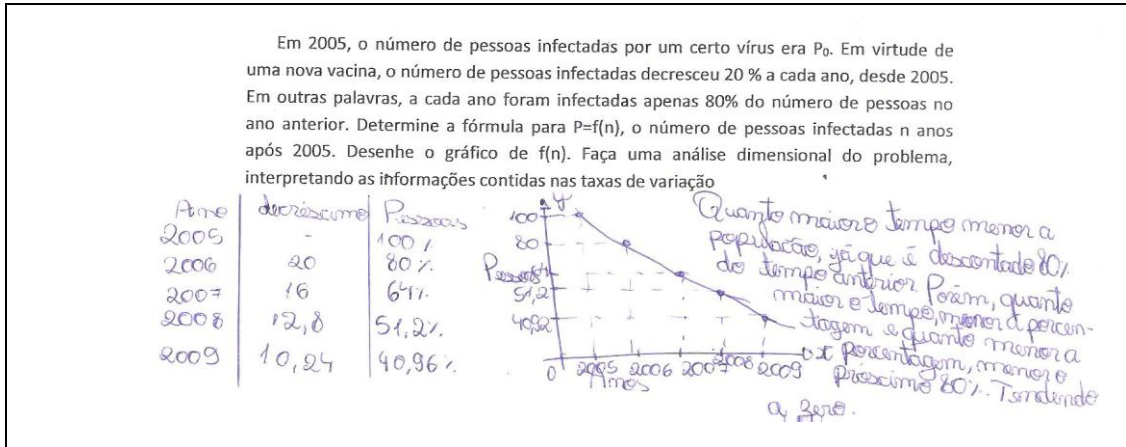 Em 2005, o número de pessoas infectadas por um certo vírus era P₀. Em virtude de
uma nova vacina, o número de pessoas infectadas decresceu 20 % a cada ano, desde 2005.
Em outras palavras, a cada ano foram infectadas apenas 80% do número de pessoas no
ano anterior. Determine a fórmula para P=f(n), o número de pessoas infectadas n anos
após 2005. Desenhe o gráfico de f(n). Faça uma análise dimensional do problema,
interpretando as informações contidas nas taxas de variação
Ano decréscimo Pessoas
2005 - 100%
2006 20 80%
2007 16 64%
2008 12,8 51,2%
2009 10,24 40,96%
y
100
80
Pessoas
51,2
0 2005 2006 2007 2008 2009 x
Anos
Quanto maior o tempo menor a
população, já que é descontado 80%
do tempo anterior Porém, quanto
maior o tempo, menor a porcen-
tagem e quanto menor a
porcentagem, menor o
próximo 80%. Tendendo
a zero.